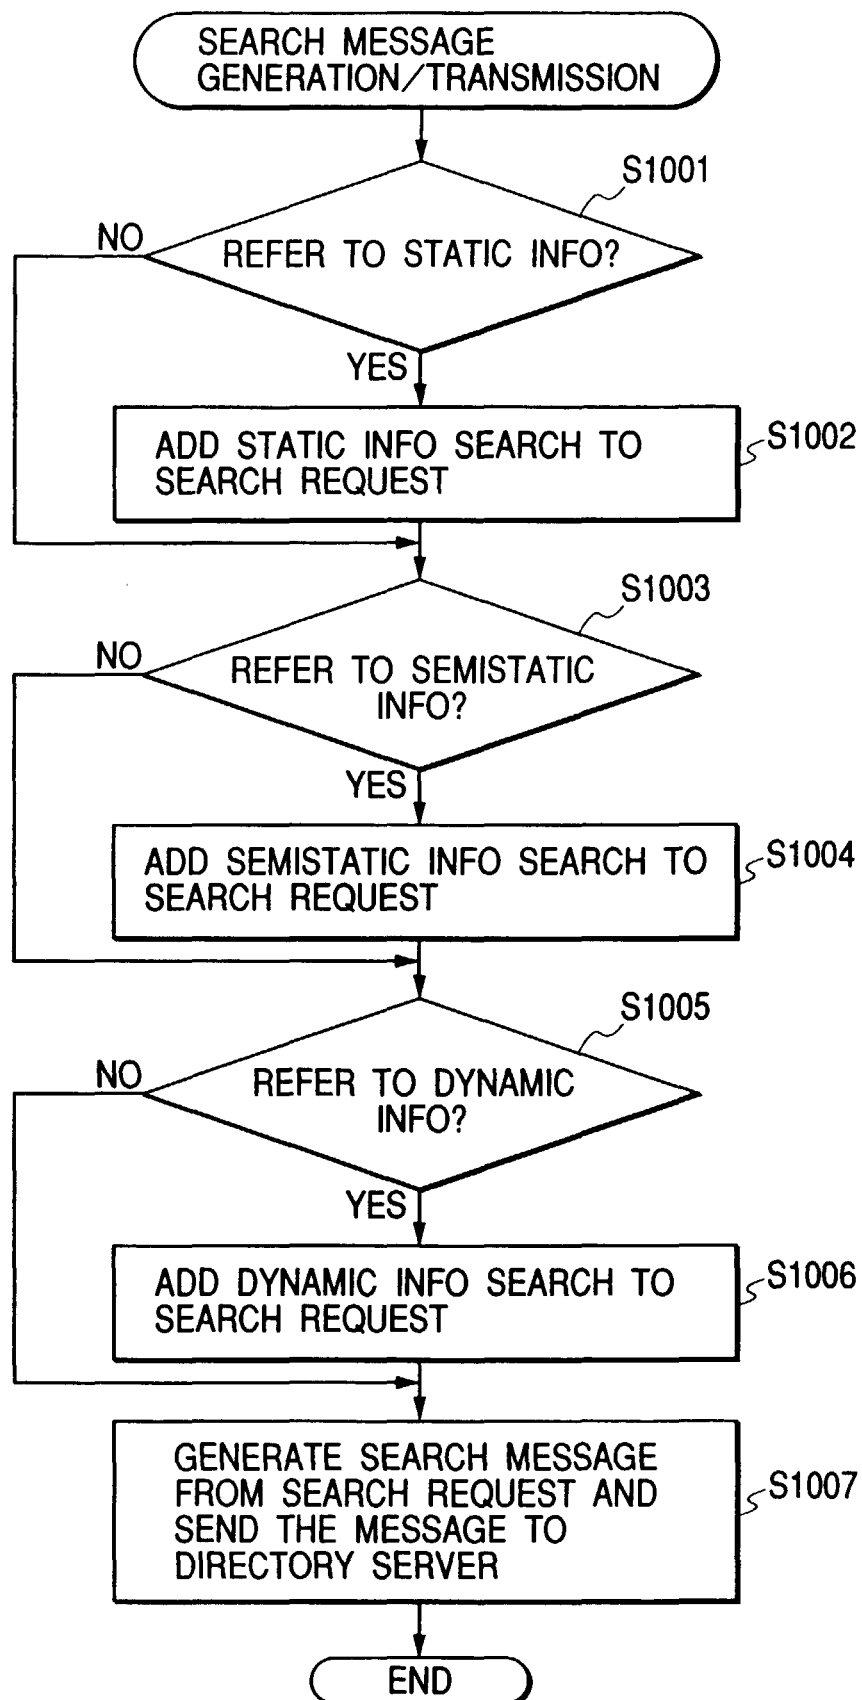 SEARCH MESSAGE
GENERATION/TRANSMISSION
S1001
NO
REFER TO STATIC INFO?
YES
ADD STATIC INFO SEARCH TO
SEARCH REQUEST
S1002
S1003
NO
REFER TO SEMISTATIC
INFO?
YES
ADD SEMISTATIC INFO SEARCH TO
SEARCH REQUEST
S1004
S1005
NO
REFER TO DYNAMIC
INFO?
YES
ADD DYNAMIC INFO SEARCH TO
SEARCH REQUEST
S1006
GENERATE SEARCH MESSAGE
FROM SEARCH REQUEST AND
SEND THE MESSAGE TO
DIRECTORY SERVER
S1007
END